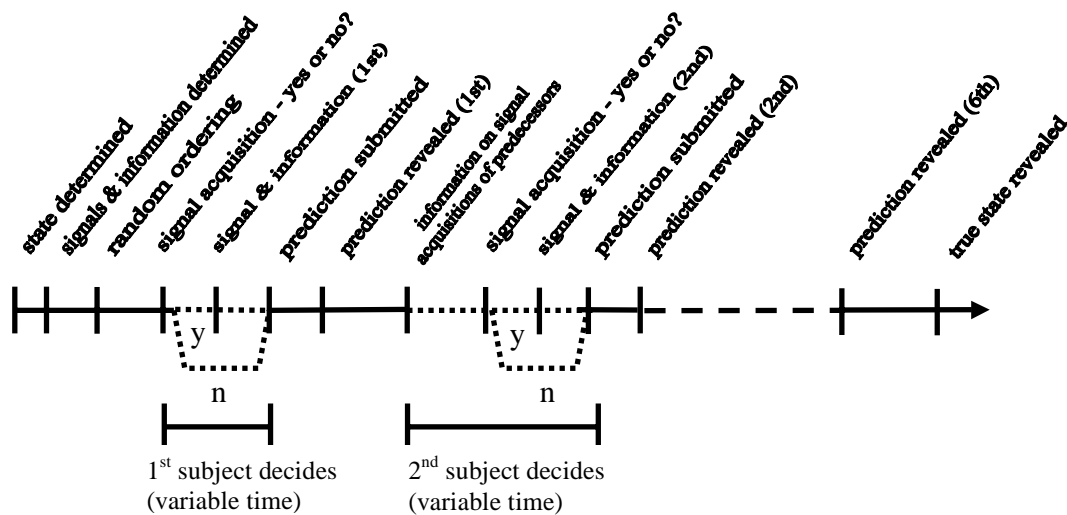 state determined
signals & information determined
random ordering
signal acquisition - yes or no?
signal & information (1st)
prediction submitted
prediction revealed (1st)
information on signal
acquisitions of predecessors
signal acquisition - yes or no?
signal & information (2nd)
prediction submitted
prediction revealed (2nd)
prediction revealed (6th)
true state revealed
y
y
n
n
1st subject decides
(variable time)
2nd subject decides
(variable time)